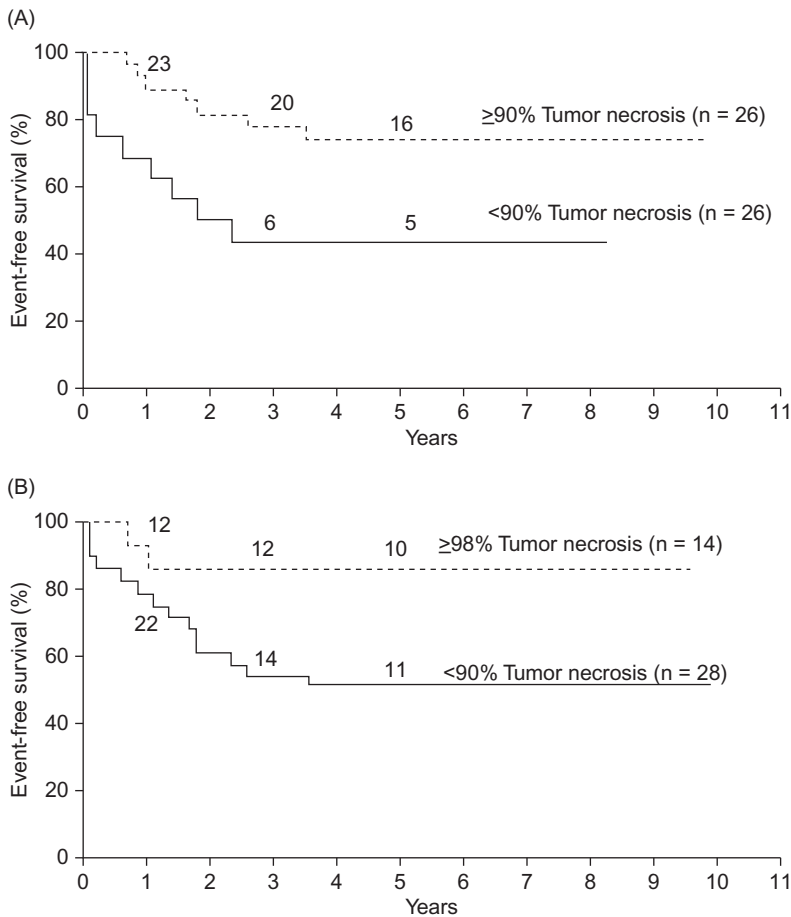 (A)
100
80
60
40
20
0
Event-free survival (%)
23
20
16
≥90% Tumor necrosis (n = 26)
6
5
<90% Tumor necrosis (n = 26)
0 1 2 3 4 5 6 7 8 9 10 11
Years
(B)
100
80
60
40
20
0
Event-free survival (%)
12
12
10
≥98% Tumor necrosis (n = 14)
22
14
11
<90% Tumor necrosis (n = 28)
0 1 2 3 4 5 6 7 8 9 10 11
Years